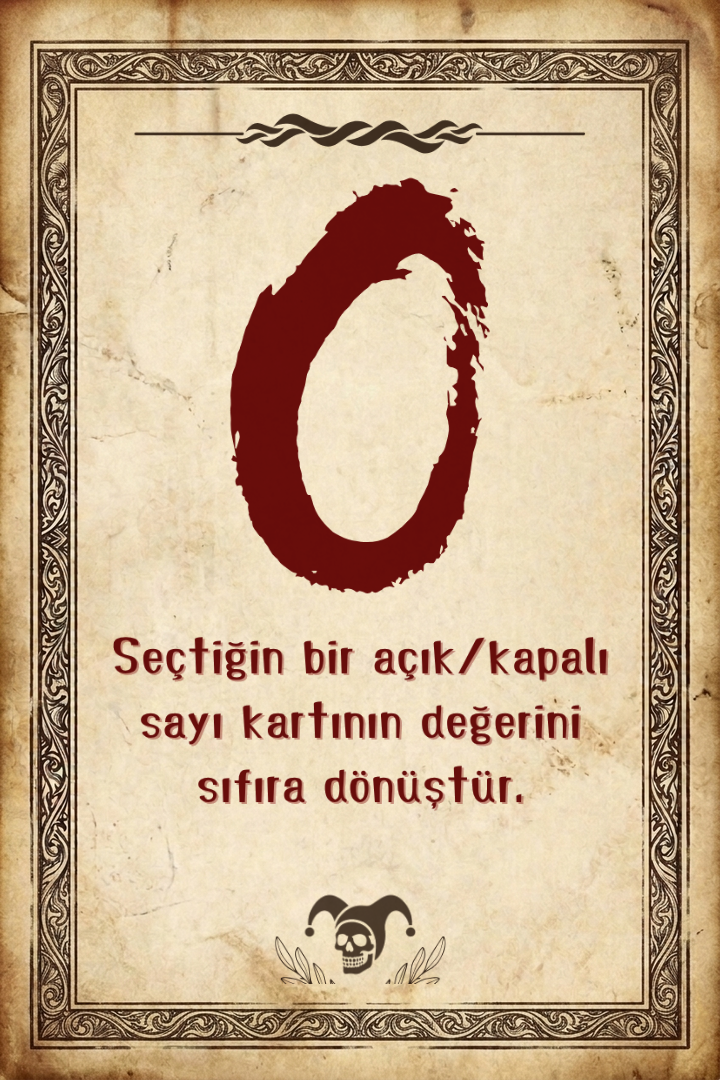 0
Seçtiğin bir açık/kapalı
sayı kartının değerini
sıfıra dönüştür.